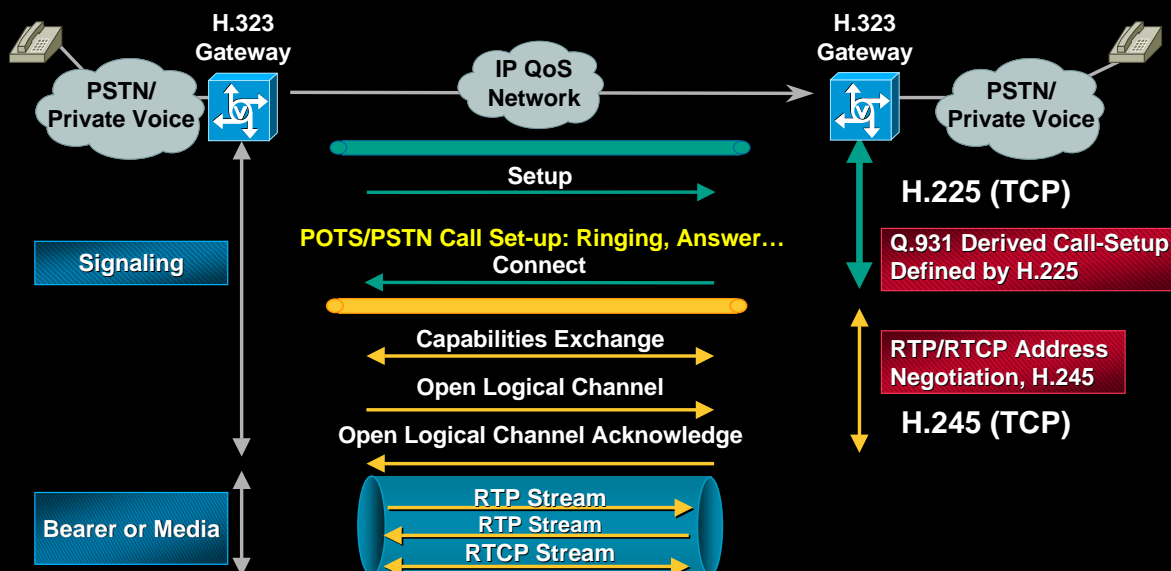 H.323
Gateway
H.323
Gateway
PSTN/
Private Voice
V
IP QoS
Network
V
PSTN/
Private Voice
Setup
H.225 (TCP)
POTS/PSTN Call Set-up: Ringing, Answer…
Connect
Signaling
Q.931 Derived Call-Setup
Defined by H.225
Capabilities Exchange
RTP/RTCP Address
Negotiation, H.245
Open Logical Channel
H.245 (TCP)
Open Logical Channel Acknowledge
Bearer or Media
RTP Stream
RTP Stream
RTCP Stream